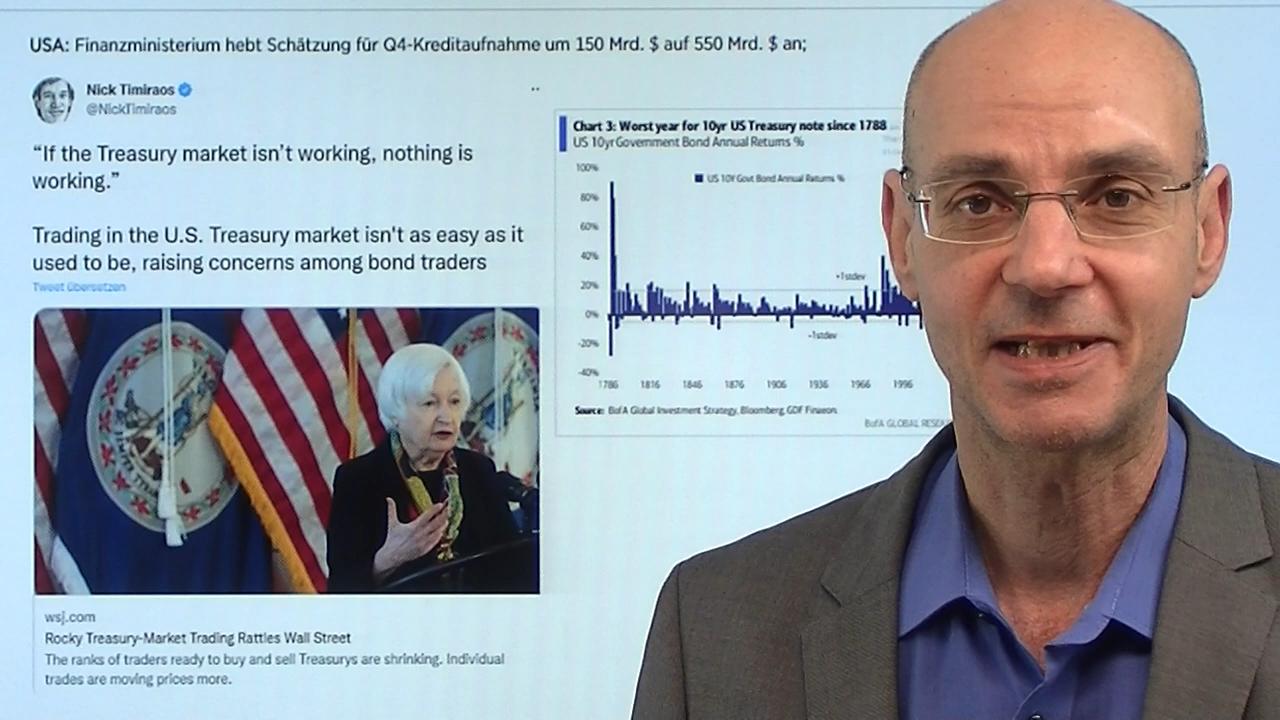 USA: Finanzministerium hebt Schätzung für Q4-Kreditaufnahme um 150 Mrd. $ auf 550 Mrd. $ an;
Nick Timiraos
@NickTimiraos
“If the Treasury market isn’t working, nothing is
working.”
Trading in the U.S. Treasury market isn't as easy as it
used to be, raising concerns among bond traders
Tweet übersetzen
wsj.com
Rocky Treasury-Market Trading Rattles Wall Street
The ranks of traders ready to buy and sell Treasurys are shrinking. Individual
trades are moving prices more.
Chart 3: Worst year for 10yr US Treasury note since 1788
US 10yr Government Bond Annual Returns %
100%
US 10Y Govt Bond Annual Returns %
80%
60%
40%
+1stdev
20%
0%
-1stdev
-20%
-40%
1786 1816 1846 1876 1906 1936 1966 1996
Source: BofA Global Investment Strategy, Bloomberg, GDF Finaeon.
BofA GLOBAL